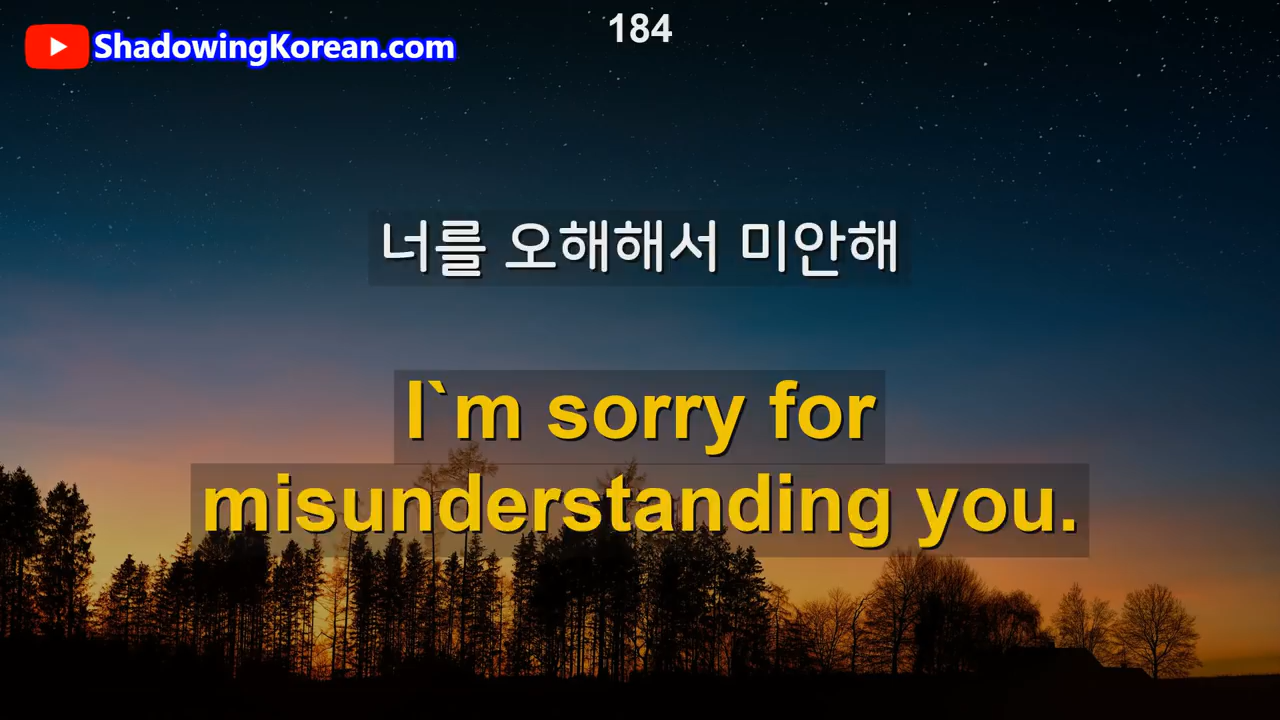 184
ShadowingKorean.com
너를 오해해서 미안해
I`m sorry for
misunderstanding you.